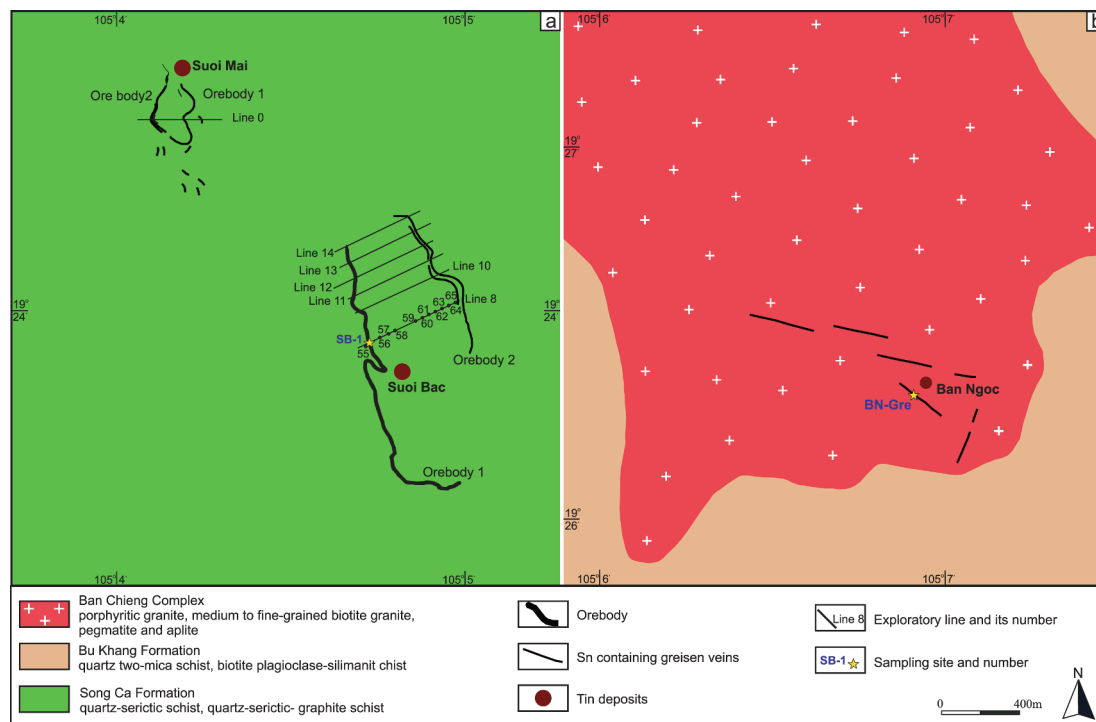 105°4'
105°5'
a
Suoi Mai
Ore body2
Orebody 1
Line 0
Line 14
Line 13
Line 12
Line 11
Line 10
Line 8
19°
24'
19°
24'
65
63
64
61
62
59
60
57
58
SB-1
56
55
Suoi Bac
Orebody 2
Orebody 1
105°4'
105°5'
105°6'
105°7'
b
19°
27'
Ban Ngoc
BN-Gre
19°
26'
105°6'
105°7'
Ban Chieng Complex
porphyritic granite, medium to fine-grained biotite granite,
pegmatite and aplite
Bu Khang Formation
quartz two-mica schist, biotite plagioclase-silimanit chist
Song Ca Formation
quartz-serictic schist, quartz-serictic- graphite schist
Orebody
Sn containing greisen veins
Tin deposits
Line 8
Exploratory line and its number
SB-1
Sampling site and number
0
400m
N